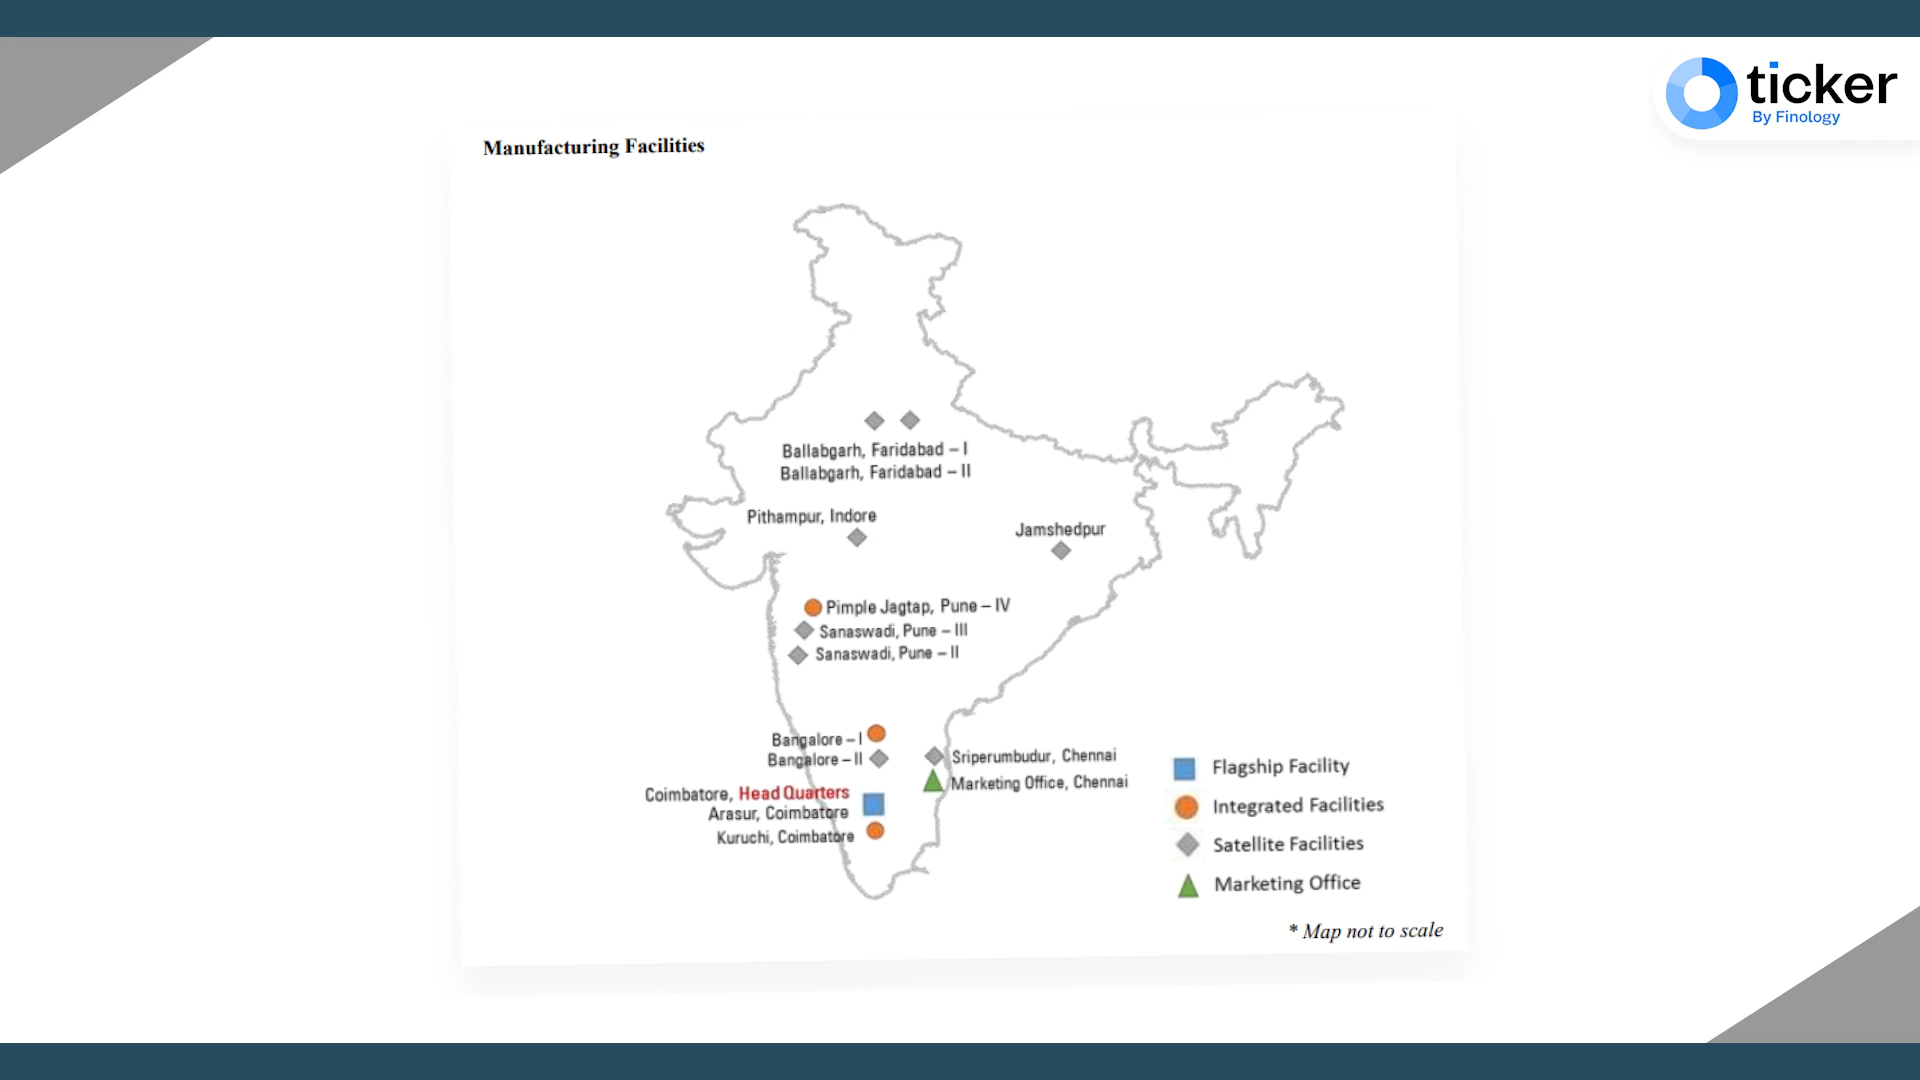 ticker
By Finology
Manufacturing Facilities
Ballabgarh, Faridabad – I
Ballabgarh, Faridabad – II
Pithampur, Indore
Jamshedpur
Pimple Jagtap, Pune – IV
Sanaswadi, Pune – III
Sanaswadi, Pune – II
Bangalore – I
Bangalore – II
Sriperumbudur, Chennai
Marketing Office, Chennai
Coimbatore, Head Quarters
Arasur, Coimbatore
Kuruchi, Coimbatore
Flagship Facility
Integrated Facilities
Satellite Facilities
Marketing Office
* Map not to scale